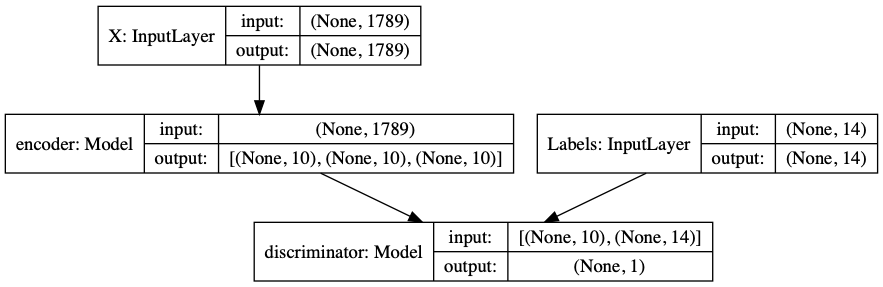 X: InputLayer
input: (None, 1789)
output: (None, 1789)
encoder: Model
input: (None, 1789)
output: [(None, 10), (None, 10), (None, 10)]
Labels: InputLayer
input: (None, 14)
output: (None, 14)
discriminator: Model
input: [(None, 10), (None, 14)]
output: (None, 1)